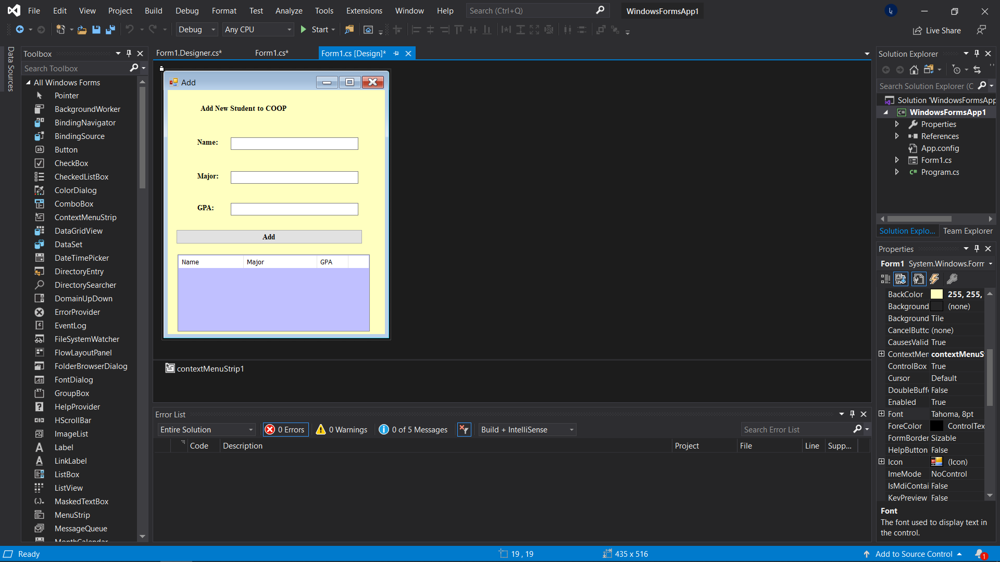 File Edit View Project Build Debug Format Test Analyze Tools Extensions Window Help Search (Ctrl+Q) WindowsFormsApp1
Debug Any CPU Start Live Share
Data Sources
Toolbox
Search Toolbox
All Windows Forms
Pointer
BackgroundWorker
BindingNavigator
BindingSource
Button
CheckBox
CheckedListBox
ColorDialog
ComboBox
ContextMenuStrip
DataGridView
DataSet
DateTimePicker
DirectoryEntry
DirectorySearcher
DomainUpDown
ErrorProvider
EventLog
FileSystemWatcher
FlowLayoutPanel
FolderBrowserDialog
FontDialog
GroupBox
HelpProvider
HScrollBar
ImageList
Label
LinkLabel
ListBox
ListView
MaskedTextBox
MenuStrip
MessageQueue
MonthCalendar
Form1.Designer.cs* Form1.cs* Form1.cs [Design]*
Add
Add New Student to COOP
Name:
Major:
GPA:
Add
Name Major GPA
contextMenuStrip1
Error List
Entire Solution 0 Errors 0 Warnings 0 of 5 Messages Build + IntelliSense Search Error List
Code Description Project File Line Supp...
Solution Explorer
Search Solution Explorer (C
Solution 'WindowsFormsApp
WindowsFormsApp1
Properties
References
App.config
Form1.cs
Program.cs
Solution Explo... Team Explorer
Properties
Form1 System.Windows.Form
BackColor 255, 255,
Background (none)
Background Tile
CancelButto (none)
CausesValid True
ContextMen contextMenuS
ControlBox True
Cursor Default
DoubleBuffe False
Enabled True
Font Tahoma, 8pt
ForeColor ControlTex
FormBorder Sizable
HelpButton False
Icon (Icon)
ImeMode NoControl
IsMdiContai False
KeyPreview False
Font
The font used to display text in
the control.
Ready 19 , 19 435 x 516 Add to Source Control 1